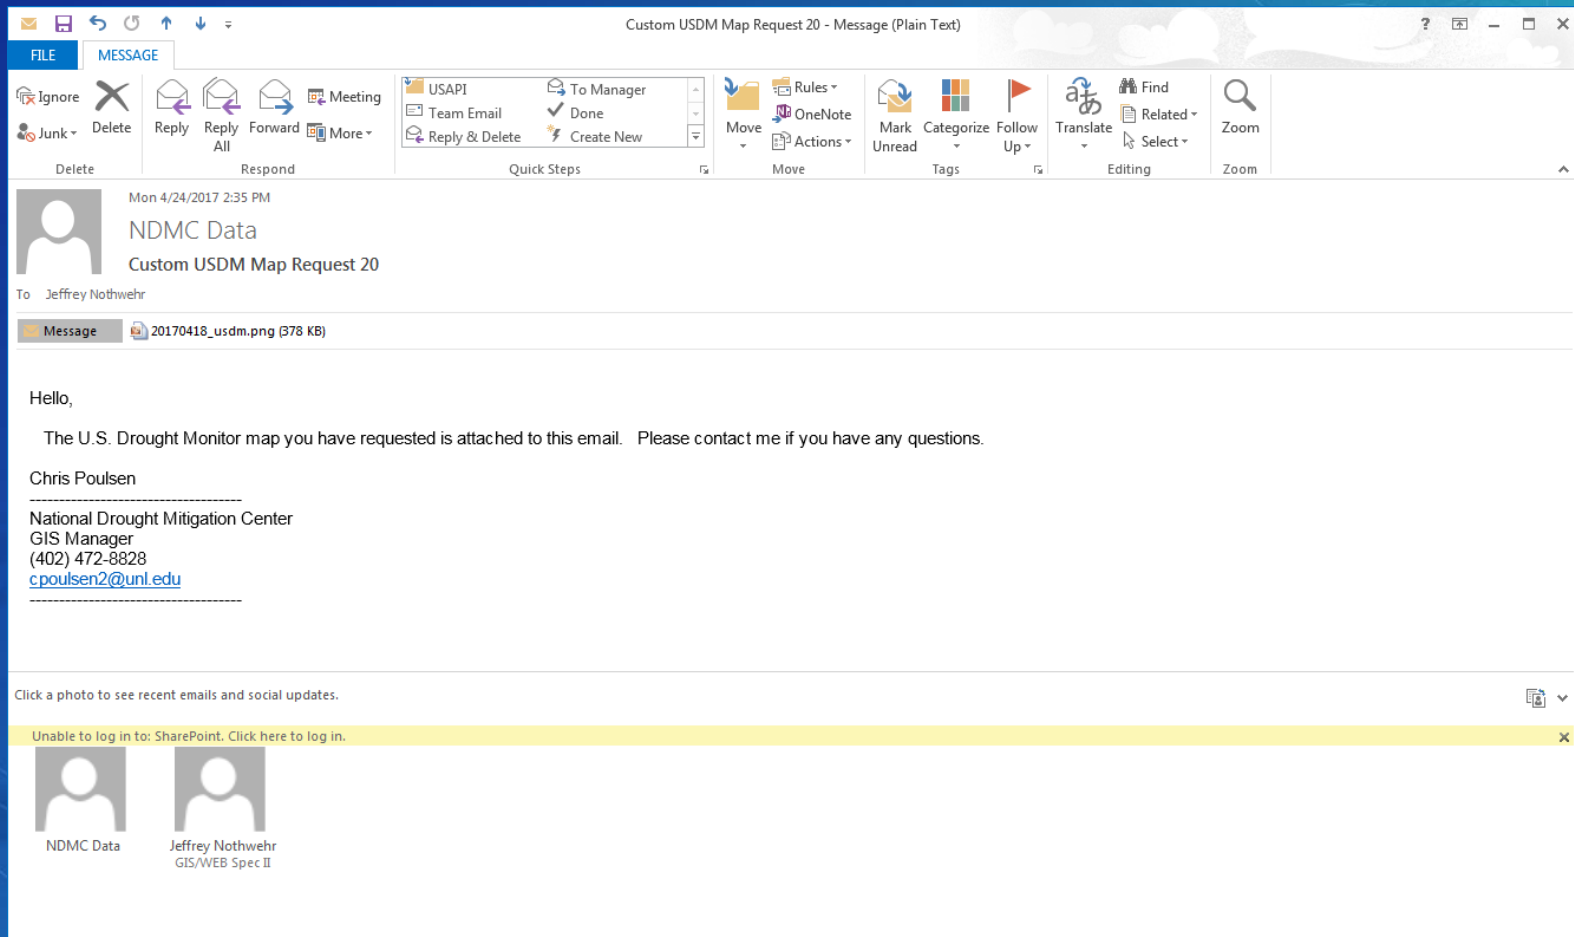 Custom USDM Map Request 20 - Message (Plain Text)
?
FILE
MESSAGE
Ignore
Junk
Delete
Delete
Reply
Reply All
Forward
Meeting
More
Respond
USAPI
Team Email
Reply & Delete
To Manager
Done
Create New
Quick Steps
Move
Rules
OneNote
Actions
Move
Mark Unread
Categorize
Follow Up
Tags
Translate
Find
Related
Select
Editing
Zoom
Zoom
Mon 4/24/2017 2:35 PM
NDMC Data
Custom USDM Map Request 20
To Jeffrey Nothwehr
Message
20170418_usdm.png (378 KB)
Hello,
The U.S. Drought Monitor map you have requested is attached to this email. Please contact me if you have any questions.
Chris Poulsen
------------------------------------
National Drought Mitigation Center
GIS Manager
(402) 472-8828
cpoulsen2@unl.edu
------------------------------------
Click a photo to see recent emails and social updates.
Unable to log in to: SharePoint. Click here to log in.
NDMC Data
Jeffrey Nothwehr
GIS/WEB Spec II